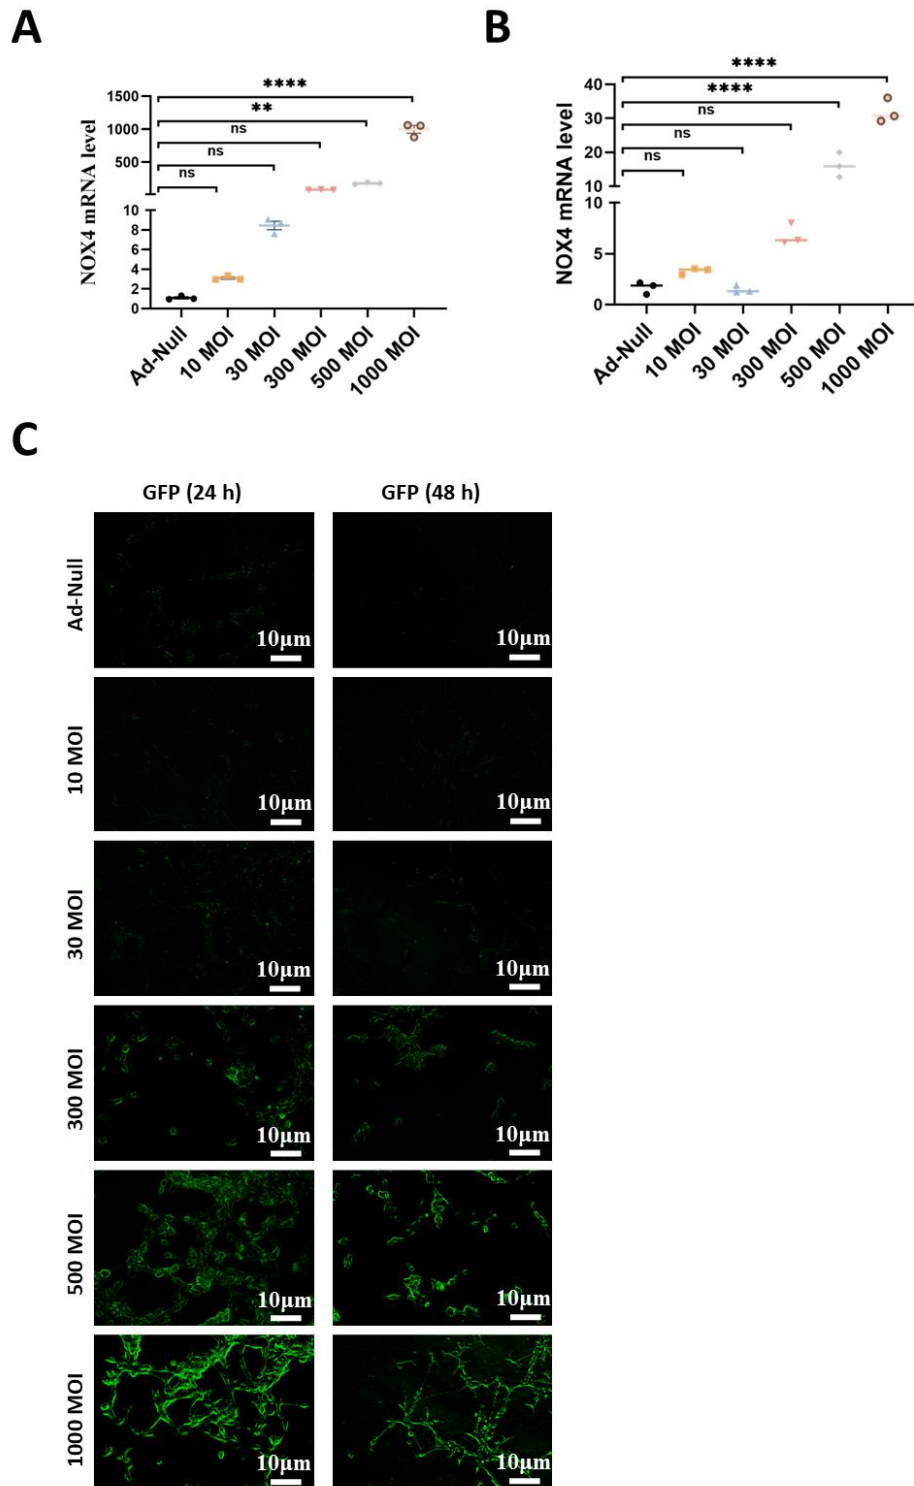 A
B
NOX4 mRNA level
1500
1000
500
10
8
6
4
2
0
****
**
ns
ns
ns
Ad-Null
10 MOI
30 MOI
300 MOI
500 MOI
1000 MOI
NOX4 mRNA level
40
30
20
10
10
5
0
****
****
ns
ns
ns
Ad-Null
10 MOI
30 MOI
300 MOI
500 MOI
1000 MOI
C
GFP (24 h)
GFP (48 h)
Ad-Null
10μm
10μm
10 MOI
10μm
10μm
30 MOI
10μm
10μm
300 MOI
10μm
10μm
500 MOI
10μm
10μm
1000 MOI
10μm
10μm